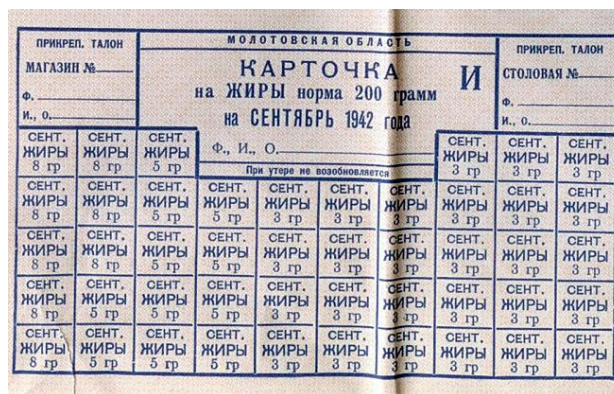 ПРИКРЕП. ТАЛОН
МАГАЗИН №
Ф.
И., О.
МОЛОТОВСКАЯ ОБЛАСТЬ
КАРТОЧКА И
на ЖИРЫ норма 200 грамм
на СЕНТЯБРЬ 1942 года
Ф., И., О.
При утере не возобновляется
ПРИКРЕП. ТАЛОН
СТОЛОВАЯ №
Ф.
И., О.
СЕНТ. СЕНТ. СЕНТ. СЕНТ. СЕНТ. СЕНТ.
ЖИРЫ ЖИРЫ ЖИРЫ ЖИРЫ ЖИРЫ ЖИРЫ
8 гр 8 гр 5 гр 3 гр 3 гр 3 гр
СЕНТ. СЕНТ. СЕНТ. СЕНТ. СЕНТ. СЕНТ. СЕНТ. СЕНТ. СЕНТ. СЕНТ.
ЖИРЫ ЖИРЫ ЖИРЫ ЖИРЫ ЖИРЫ ЖИРЫ ЖИРЫ ЖИРЫ ЖИРЫ ЖИРЫ
8 гр 8 гр 5 гр 5 гр 3 гр 3 гр 3 гр 3 гр 3 гр 3 гр
СЕНТ. СЕНТ. СЕНТ. СЕНТ. СЕНТ. СЕНТ. СЕНТ. СЕНТ. СЕНТ. СЕНТ.
ЖИРЫ ЖИРЫ ЖИРЫ ЖИРЫ ЖИРЫ ЖИРЫ ЖИРЫ ЖИРЫ ЖИРЫ ЖИРЫ
8 гр 8 гр 5 гр 5 гр 3 гр 3 гр 3 гр 3 гр 3 гр 3 гр
СЕНТ. СЕНТ. СЕНТ. СЕНТ. СЕНТ. СЕНТ. СЕНТ. СЕНТ. СЕНТ. СЕНТ.
ЖИРЫ ЖИРЫ ЖИРЫ ЖИРЫ ЖИРЫ ЖИРЫ ЖИРЫ ЖИРЫ ЖИРЫ ЖИРЫ
8 гр 5 гр 5 гр 5 гр 3 гр 3 гр 3 гр 3 гр 3 гр 3 гр
СЕНТ. СЕНТ. СЕНТ. СЕНТ. СЕНТ. СЕНТ. СЕНТ. СЕНТ. СЕНТ. СЕНТ.
ЖИРЫ ЖИРЫ ЖИРЫ ЖИРЫ ЖИРЫ ЖИРЫ ЖИРЫ ЖИРЫ ЖИРЫ ЖИРЫ
8 гр 5 гр 5 гр 5 гр 3 гр 3 гр 3 гр 3 гр 3 гр 3 гр